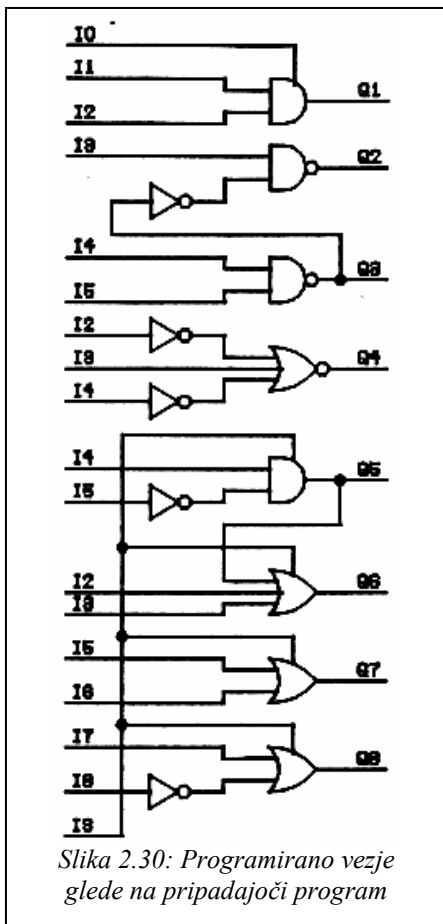 I0
I1
Q1
I2
I3
Q2
I4
Q3
I5
I2
I3
Q4
I4
I4
Q5
I5
I2
Q6
I3
I5
Q7
I6
I7
Q8
I8
I9
Slika 2.30: Programirano vezje
glede na pripadajoči program